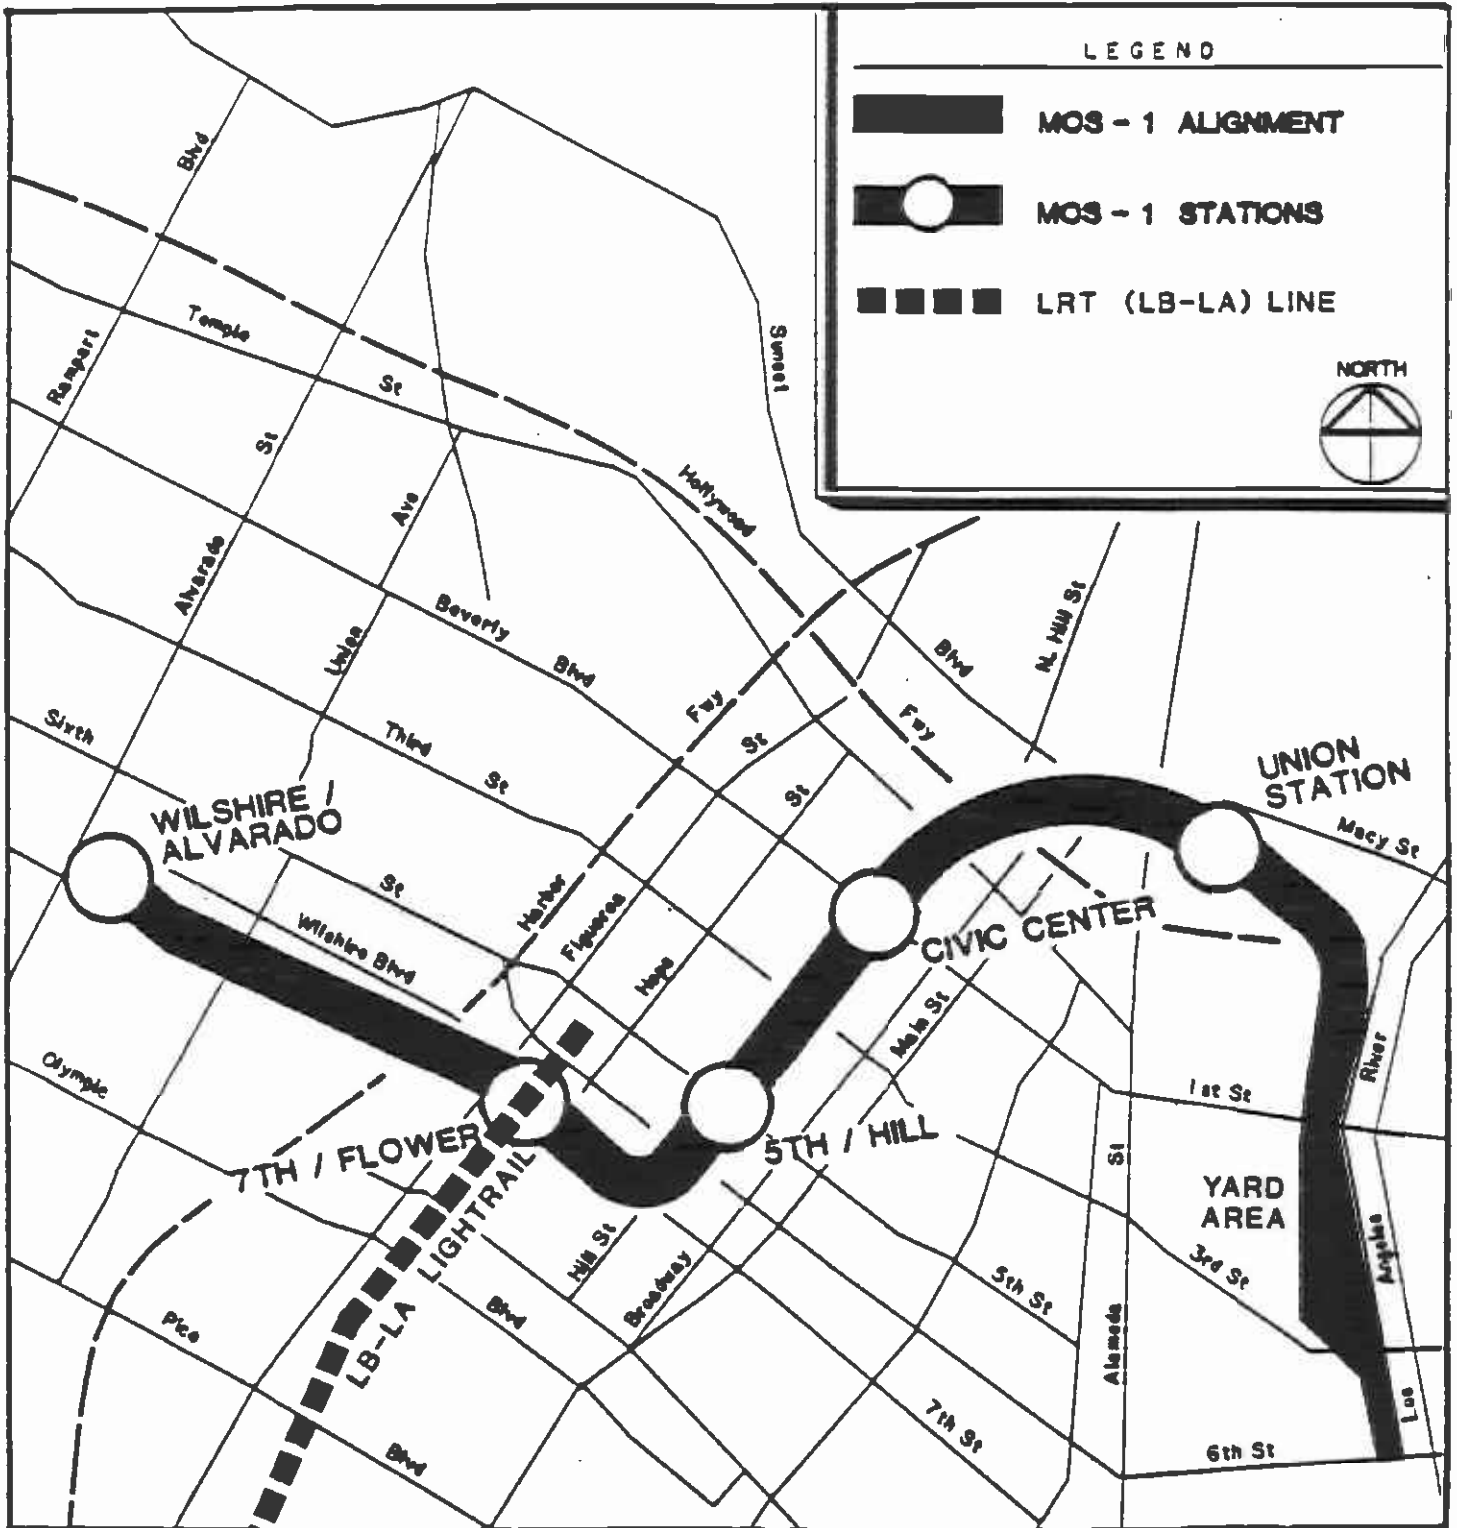 LEGEND
MOS - 1 ALIGNMENT
MOS - 1 STATIONS
LRT (LB-LA) LINE
NORTH
Blvd
Rampart
Temple
St
St
Alvarado
Ave
Union
Sunset
Blvd
Hollywood
Fwy
Beverly
Blvd
N. Hill St
Sixth
St
Third
St
Fwy
Harbor
St
Figueroa
St
Hope
WILSHIRE /
ALVARADO
UNION
STATION
Macy St
Wilshire Blvd
CIVIC CENTER
Main St
River
Angeles
Los
Olympic
Blvd
1st St
7TH / FLOWER
5TH / HILL
St
Alameda
YARD
AREA
LB-LA LIGHTRAIL
Hill St
Broadway
3rd St
5th St
Pico
Blvd
7th St
6th St